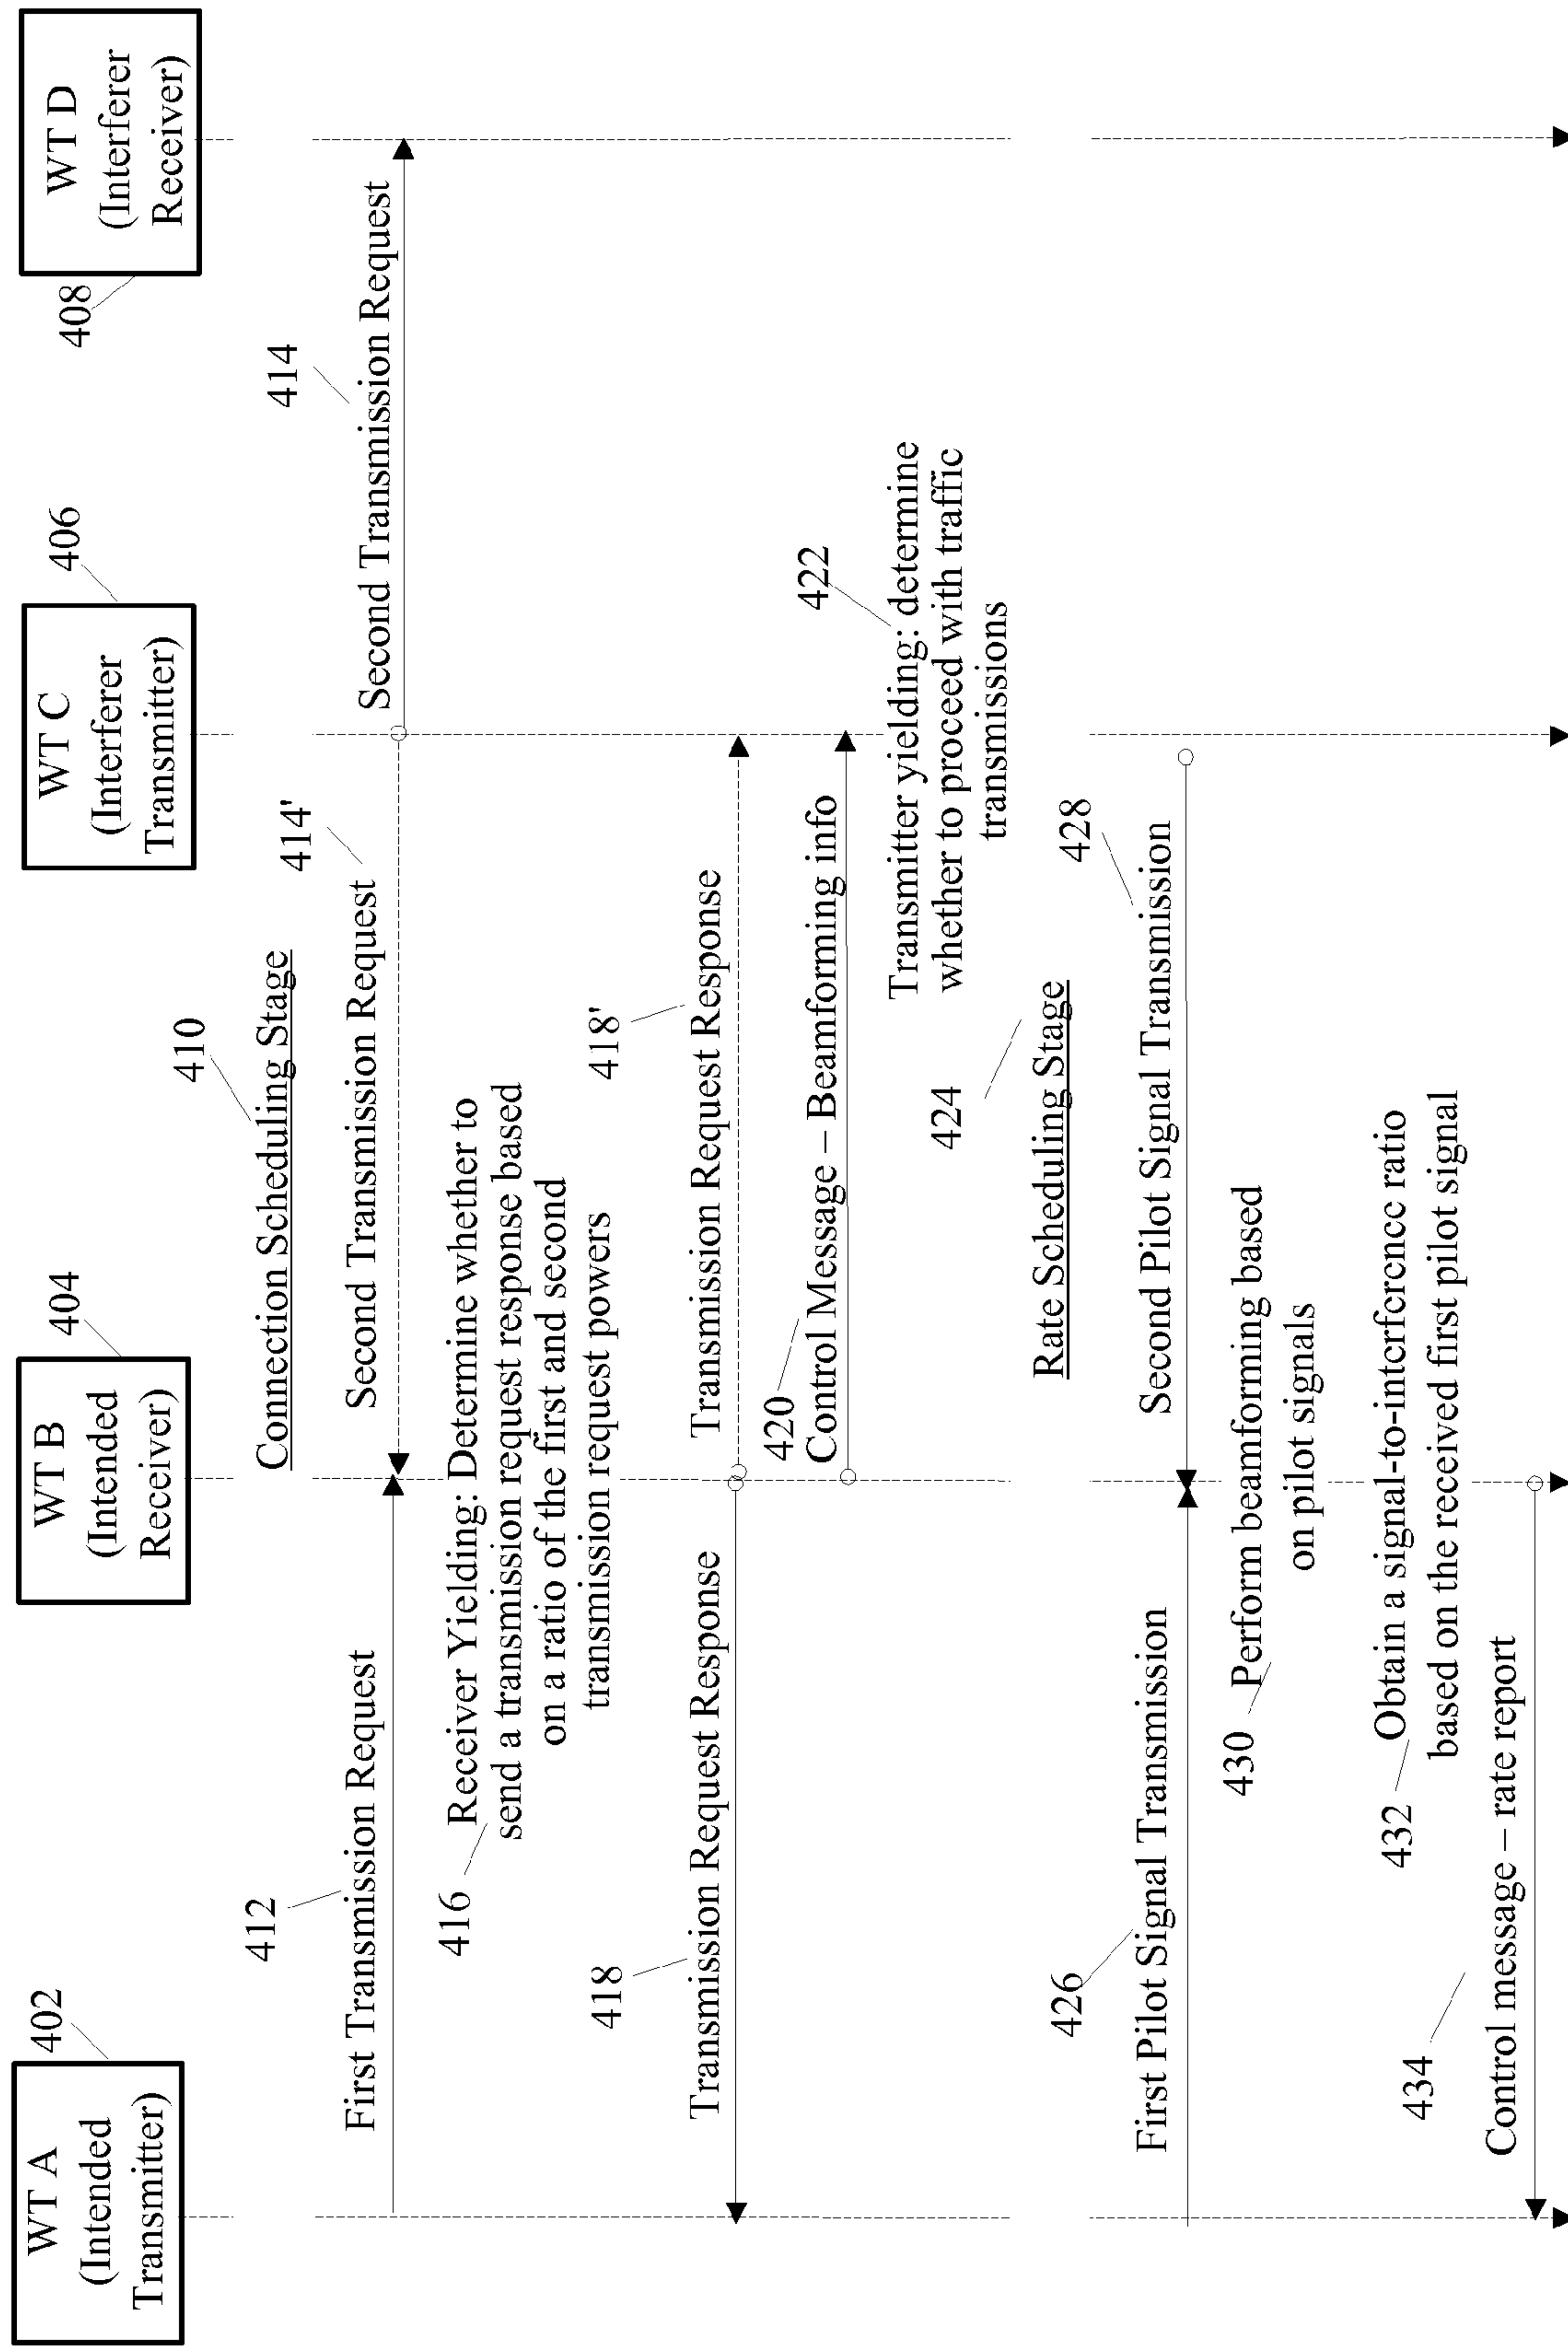 WT A
(Intended
Transmitter)
402
WT B
(Intended
Receiver)
404
WT C
(Interferer
Transmitter)
406
WT D
(Interferer
Receiver)
408
410
Connection Scheduling Stage
412
First Transmission Request
414'
Second Transmission Request
414
Second Transmission Request
416
Receiver Yielding: Determine whether to
send a transmission request response based
on a ratio of the first and second
transmission request powers
418
Transmission Request Response
418'
Transmission Request Response
420
Control Message – Beamforming info
422
Transmitter yielding: determine
whether to proceed with traffic
transmissions
424
Rate Scheduling Stage
426
First Pilot Signal Transmission
428
Second Pilot Signal Transmission
430
Perform beamforming based
on pilot signals
432
Obtain a signal-to-interference ratio
based on the received first pilot signal
434
Control message – rate report